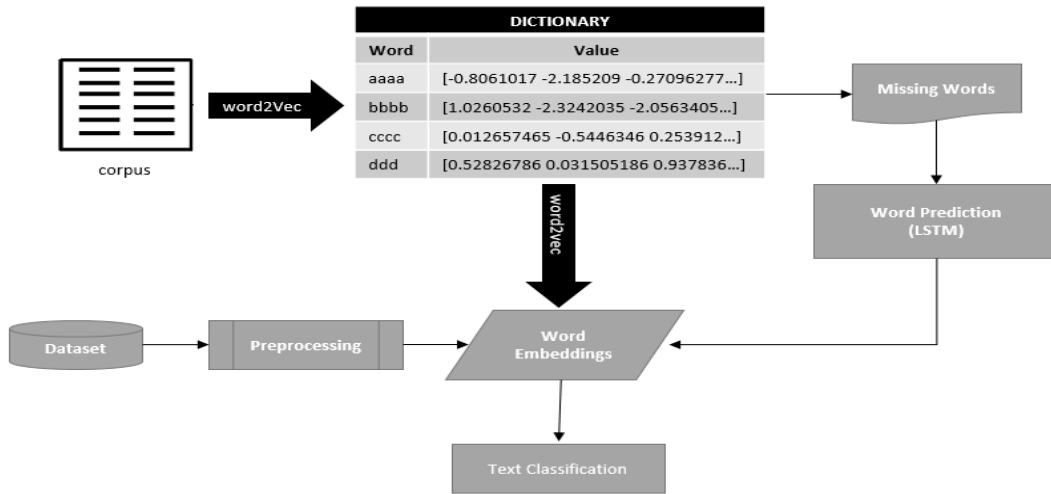 DICTIONARY
Word Value
aaaa [-0.8061017 -2.185209 -0.27096277...]
bbbb [1.0260532 -2.3242035 -2.0563405...]
cccc [0.012657465 -0.5446346 0.253912...]
ddd [0.52826786 0.031505186 0.937836...]
word2Vec
corpus
Missing Words
word2vec
Word Prediction
(LSTM)
Dataset
Preprocessing
Word
Embeddings
Text Classification